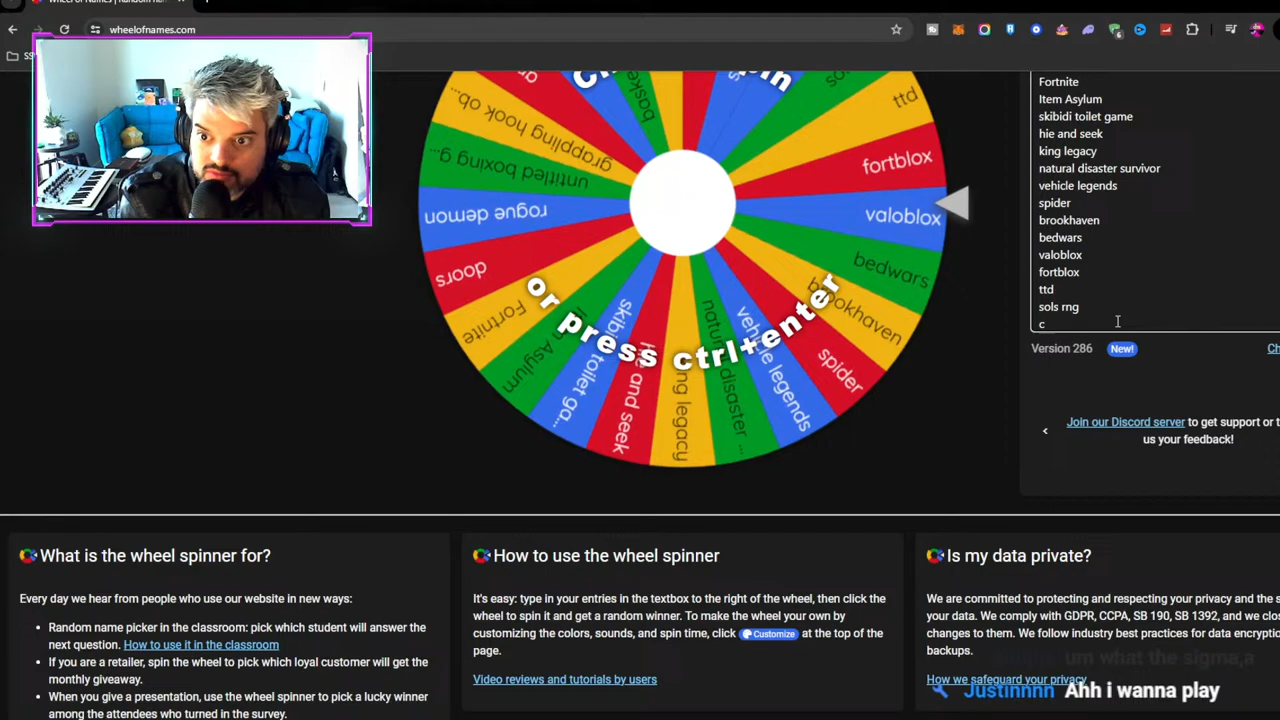 Wheel of Names | Random na
wheelofnames.com
Fortnite
Item Asylum
skibidi toilet game
hie and seek
king legacy
natural disaster survivor
vehicle legends
spider
brookhaven
bedwars
valoblox
fortblox
ttd
sols rng
c
Version 286 New!
Join our Discord server to get support or
us your feedback!
ttd
fortblox
valoblox
bedwars
brookhaven
spider
vehicle legends
natural disaster ...
king legacy
hie and seek
skibidi toilet ga...
Item Asylum
Fortnite
doors
rogue demon
untitled boxing g...
grappling hook ob...
or press ctrl+enter
What is the wheel spinner for?
Every day we hear from people who use our website in new ways:
Random name picker in the classroom: pick which student will answer the
next question. How to use it in the classroom
If you are a retailer, spin the wheel to pick which loyal customer will get the
monthly giveaway.
When you give a presentation, use the wheel spinner to pick a lucky winner
among the attendees who turned in the survey.
How to use the wheel spinner
It's easy: type in your entries in the textbox to the right of the wheel, then click the
wheel to spin it and get a random winner. To make the wheel your own by
customizing the colors, sounds, and spin time, click Customize at the top of the
page.
Video reviews and tutorials by users
Is my data private?
We are committed to protecting and respecting your privacy and the
your data. We comply with GDPR, CCPA, SB 190, SB 1392, and we
changes to them. We follow industry best practices for data
backups.
How we safeguard your privacy
um what the sigma,a
Justinnnn Ahh i wanna play